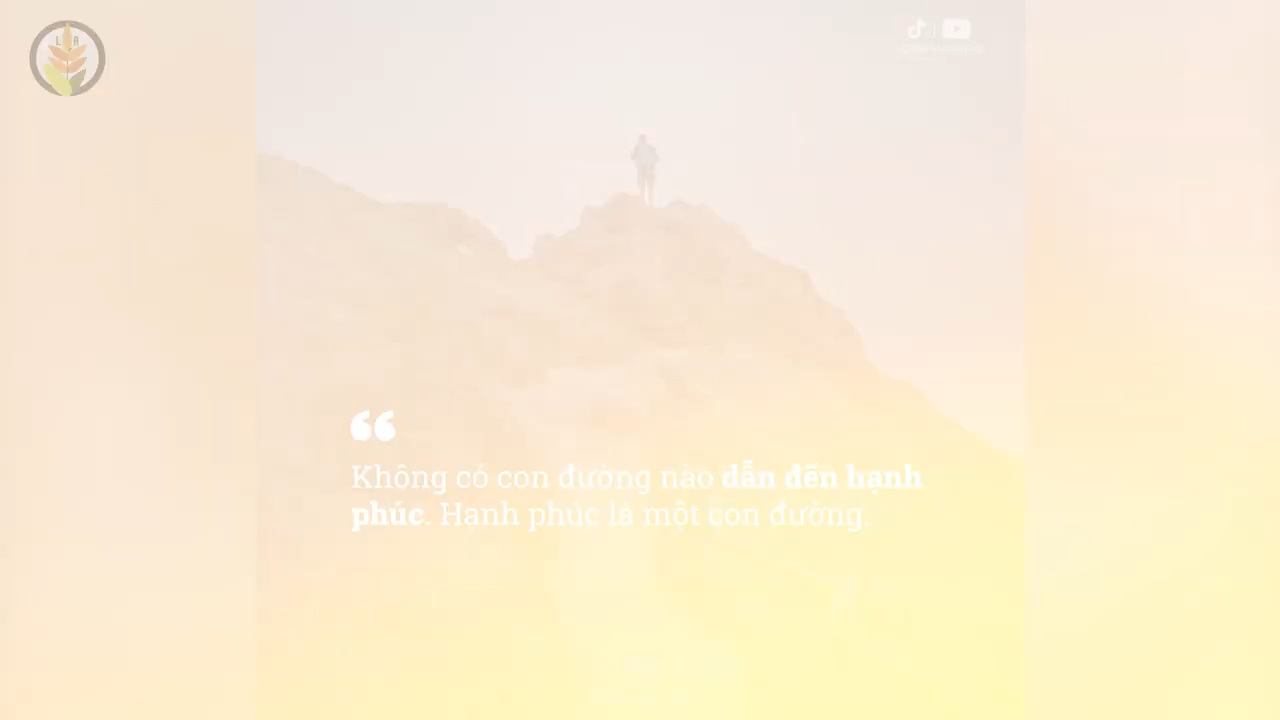 L R
Không có con đường nào dẫn đến hạnh
phúc. Hạnh phúc là một con đường.